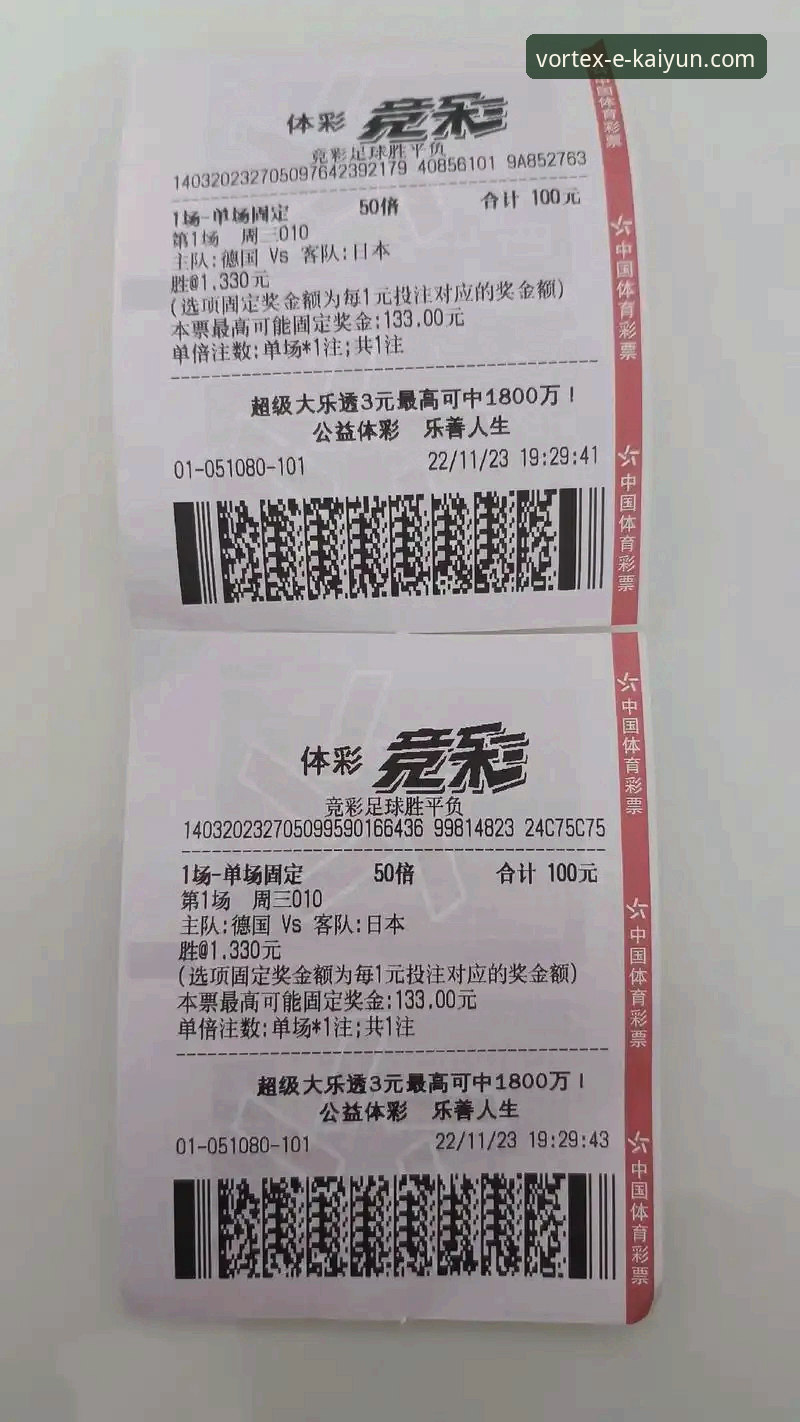 vortex-e-kaiyun.com
体彩 竞彩
竞彩足球胜平负
140320232705097642392179 40856101 9A852763
1场-单场固定 50倍 合计 100元
第1场 周三010
主队:德国 Vs 客队:日本
胜@1.330元
(选项固定奖金额为每1元投注对应的奖金额)
本票最高可能固定奖金:133.00元
单倍注数:单场*1注;共1注
超级大乐透3元最高可中1800万!
公益体彩 乐善人生
01-051080-101 22/11/23 19:29:41
中国体育彩票
中国体育彩票
中国体育彩票
体彩 竞彩
竞彩足球胜平负
140320232705099590166436 99814823 24C75C75
1场-单场固定 50倍 合计 100元
第1场 周三010
主队:德国 Vs 客队:日本
胜@1.330元
(选项固定奖金额为每1元投注对应的奖金额)
本票最高可能固定奖金:133.00元
单倍注数:单场*1注;共1注
超级大乐透3元最高可中1800万!
公益体彩 乐善人生
01-051080-101 22/11/23 19:29:43
中国体育彩票
中国体育彩票
中国体育彩票